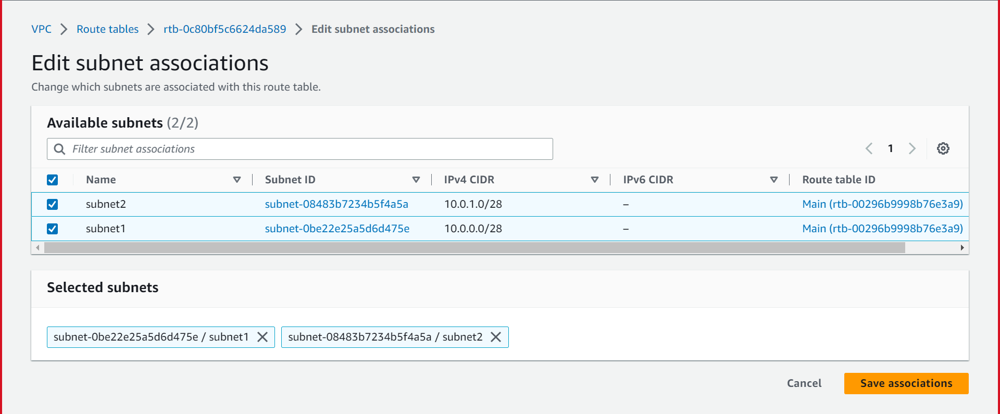 VPC > Route tables > rtb-0c80bf5c6624da589 > Edit subnet associations
Edit subnet associations
Change which subnets are associated with this route table.
Available subnets (2/2)
Filter subnet associations
1
Name Subnet ID IPv4 CIDR IPv6 CIDR Route table ID
subnet2 subnet-08483b7234b5f4a5a 10.0.1.0/28 – Main (rtb-00296b9998b76e3a9)
subnet1 subnet-0be22e25a5d6d475e 10.0.0.0/28 – Main (rtb-00296b9998b76e3a9)
Selected subnets
subnet-0be22e25a5d6d475e / subnet1 subnet-08483b7234b5f4a5a / subnet2
Cancel Save associations